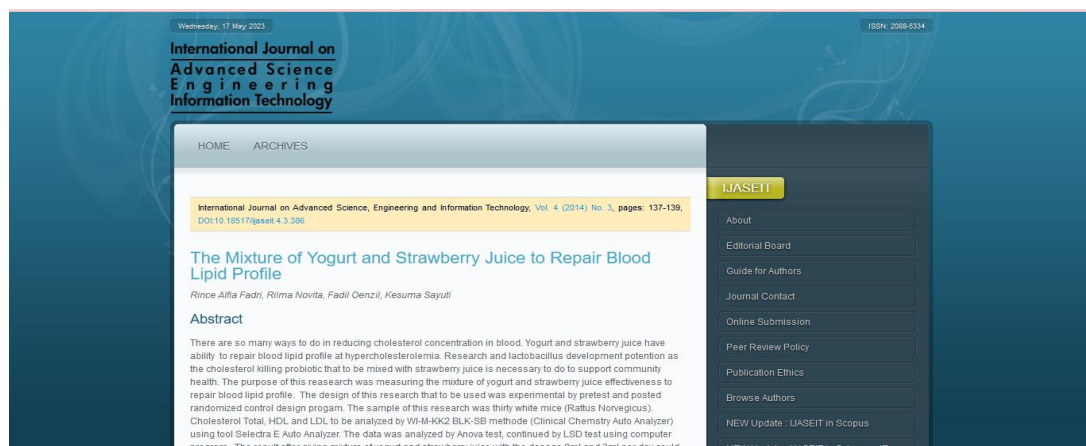 Wednesday, 17 May 2023
ISSN: 2088-5334
International Journal on
Advanced Science
Engineering
Information Technology
HOME ARCHIVES
International Journal on Advanced Science, Engineering and Information Technology, Vol. 4 (2014) No. 3, pages: 137-139,
DOI:10.18517/ijaseit.4.3.386
The Mixture of Yogurt and Strawberry Juice to Repair Blood
Lipid Profile
Rince Alfia Fadri, Rilma Novita, Fadil Oenzil, Kesuma Sayuti
Abstract
There are so many ways to do in reducing cholesterol concentration in blood. Yogurt and strawberry juice have
ability to repair blood lipid profile at hypercholesterolemia. Research and lactobacillus development potention as
the cholesterol killing probiotic that to be mixed with strawberry juice is necessary to do to support community
health. The purpose of this reasearch was measuring the mixture of yogurt and strawberry juice effectiveness to
repair blood lipid profile. The design of this research that to be used was experimental by pretest and posted
randomized control design progam. The sample of this research was thirty white mice (Rattus Norvegicus).
Cholesterol Total, HDL and LDL to be analyzed by WI-M-KK2 BLK-SB methode (Clinical Chemstry Auto Analyzer)
using tool Selectra E Auto Analyzer. The data was analyzed by Anova test, continued by LSD test using computer
IJASEIT
About
Editorial Board
Guide for Authors
Journal Contact
Online Submission
Peer Review Policy
Publication Ethics
Browse Authors
NEW Update : IJASEIT in Scopus